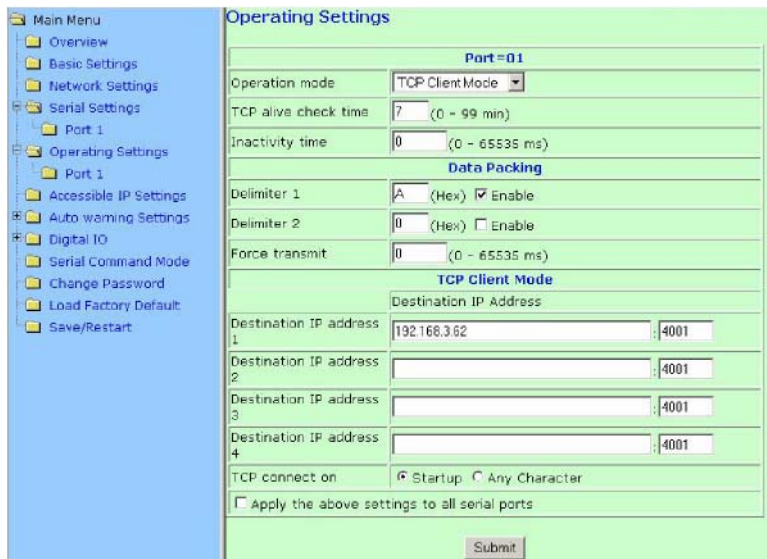 Main Menu
Overview
Basic Settings
Network Settings
Serial Settings
Port 1
Operating Settings
Port 1
Accessible IP Settings
Auto warning Settings
Digital IO
Serial Command Mode
Change Password
Load Factory Default
Save/Restart
Operating Settings
Port=01
Operation mode TCP Client Mode
TCP alive check time 7 (0 - 99 min)
Inactivity time 0 (0 - 65535 ms)
Data Packing
Delimiter 1 A (Hex) Enable
Delimiter 2 0 (Hex) Enable
Force transmit 0 (0 - 65535 ms)
TCP Client Mode
Destination IP Address
Destination IP address 1 192.168.3.62 : 4001
Destination IP address 2 : 4001
Destination IP address 3 : 4001
Destination IP address 4 : 4001
TCP connect on Startup Any Character
Apply the above settings to all serial ports
Submit